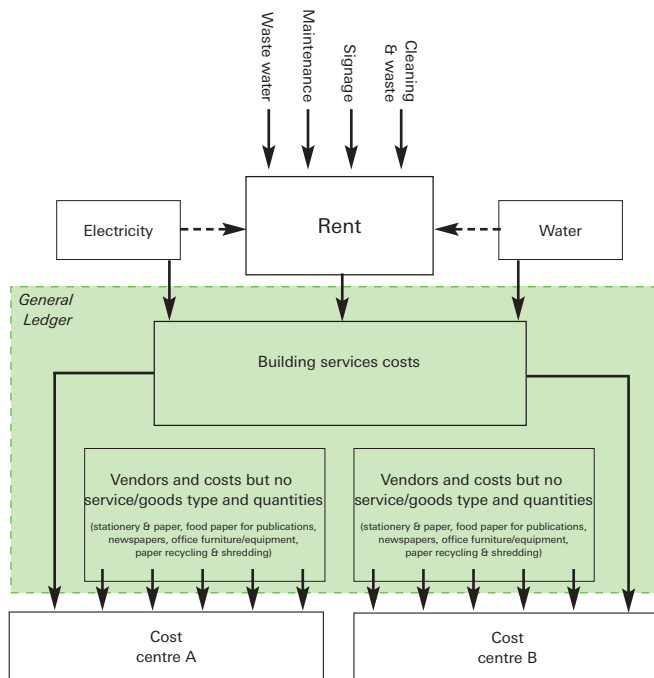 Waste water
Maintenance
Signage
Cleaning
& waste
Electricity
Rent
Water
General
Ledger
Building services costs
Vendors and costs but no
service/goods type and quantities
(stationery & paper, food paper for publications,
newspapers, office furniture/equipment,
paper recycling & shredding)
Vendors and costs but no
service/goods type and quantities
(stationery & paper, food paper for publications,
newspapers, office furniture/equipment,
paper recycling & shredding)
Cost
centre A
Cost
centre B